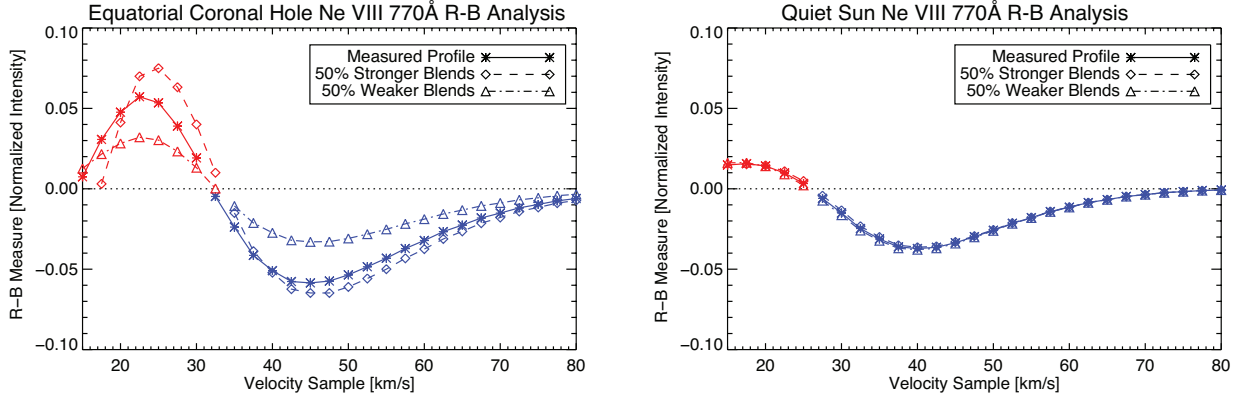 Equatorial Coronal Hole Ne VIII 770Å R-B Analysis
0.10
0.05
0.00
−0.05
−0.10
R−B Measure [Normalized Intensity]
Measured Profile
50% Stronger Blends
50% Weaker Blends
20 30 40 50 60 70 80
Velocity Sample [km/s]
Quiet Sun Ne VIII 770Å R-B Analysis
0.10
0.05
0.00
−0.05
−0.10
R−B Measure [Normalized Intensity]
Measured Profile
50% Stronger Blends
50% Weaker Blends
20 30 40 50 60 70 80
Velocity Sample [km/s]